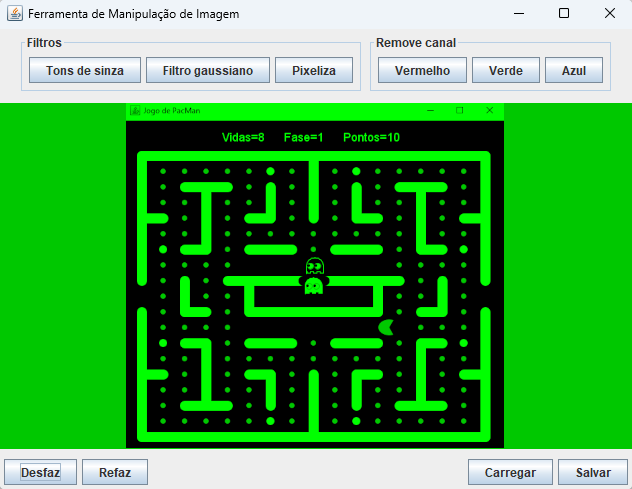 Ferramenta de Manipulação de Imagem
Filtros
Remove canal
Tons de sinza
Filtro gaussiano
Pixeliza
Vermelho
Verde
Azul
Jogo de PacMan
Vidas=8 Fase=1 Pontos=10
Desfaz
Refaz
Carregar
Salvar